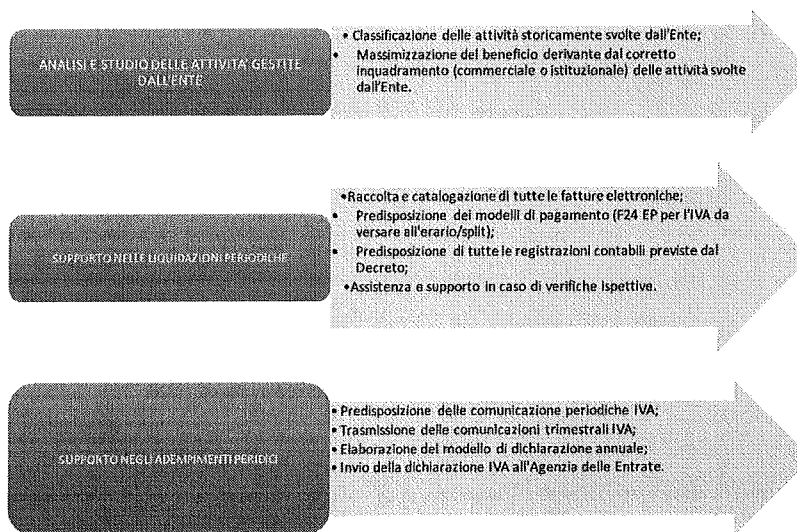 ANALISI E STUDIO DELLE ATTIVITA' GESTITE
DALL'ENTE
• Classificazione delle attività storicamente svolte dall'Ente;
• Massimizzazione del beneficio derivante dal corretto
inquadramento (commerciale o istituzionale) delle attività svolte
dall'Ente.
SUPPORTO NELLE LIQUIDAZIONI PERIODICHE
•Raccolta e catalogazione di tutte le fatture elettroniche;
• Predisposizione dei modelli di pagamento (F24 EP per l'IVA da
versare all'erario/split);
• Predisposizione di tutte le registrazioni contabili previste dal
Decreto;
•Assistenza e supporto in caso di verifiche ispettive.
SUPPORTO NEGLI ADEMPIMENTI PERIDICI
• Predisposizione delle comunicazione periodiche IVA;
• Trasmissione delle comunicazioni trimestrali IVA;
• Elaborazione del modello di dichiarazione annuale;
• Invio della dichiarazione IVA all'Agenzia delle Entrate.